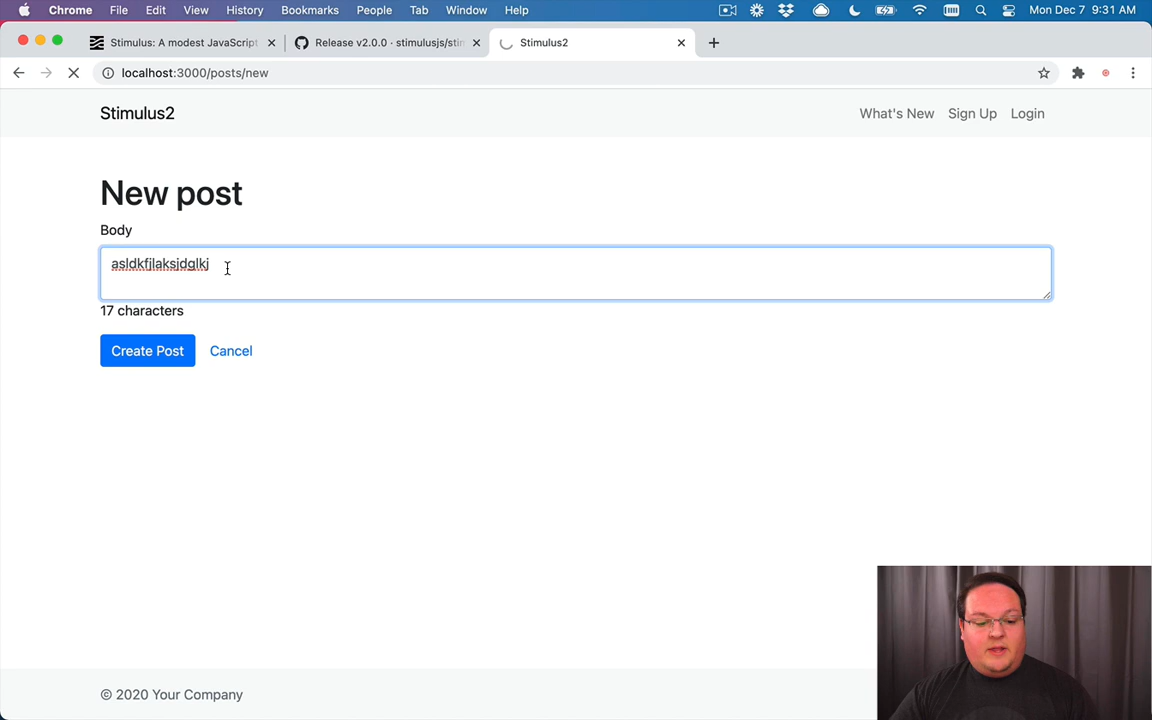 Chrome File Edit View History Bookmarks People Tab Window Help Mon Dec 7 9:31 AM
Stimulus: A modest JavaScript Release v2.0.0 · stimulusjs/stim Stimulus2
localhost:3000/posts/new
Stimulus2 What's New Sign Up Login
New post
Body
asldkfjlaksjdglkj
17 characters
Create Post Cancel
© 2020 Your Company